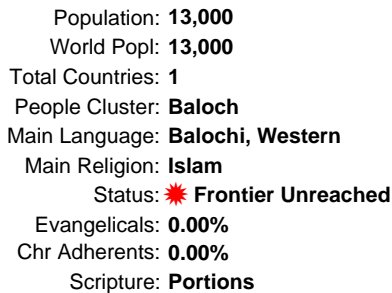 Population: 13,000
World Popl: 13,000
Total Countries: 1
People Cluster: Baloch
Main Language: Balochi, Western
Main Religion: Islam
Status: Frontier Unreached
Evangelicals: 0.00%
Chr Adherents: 0.00%
Scripture: Portions